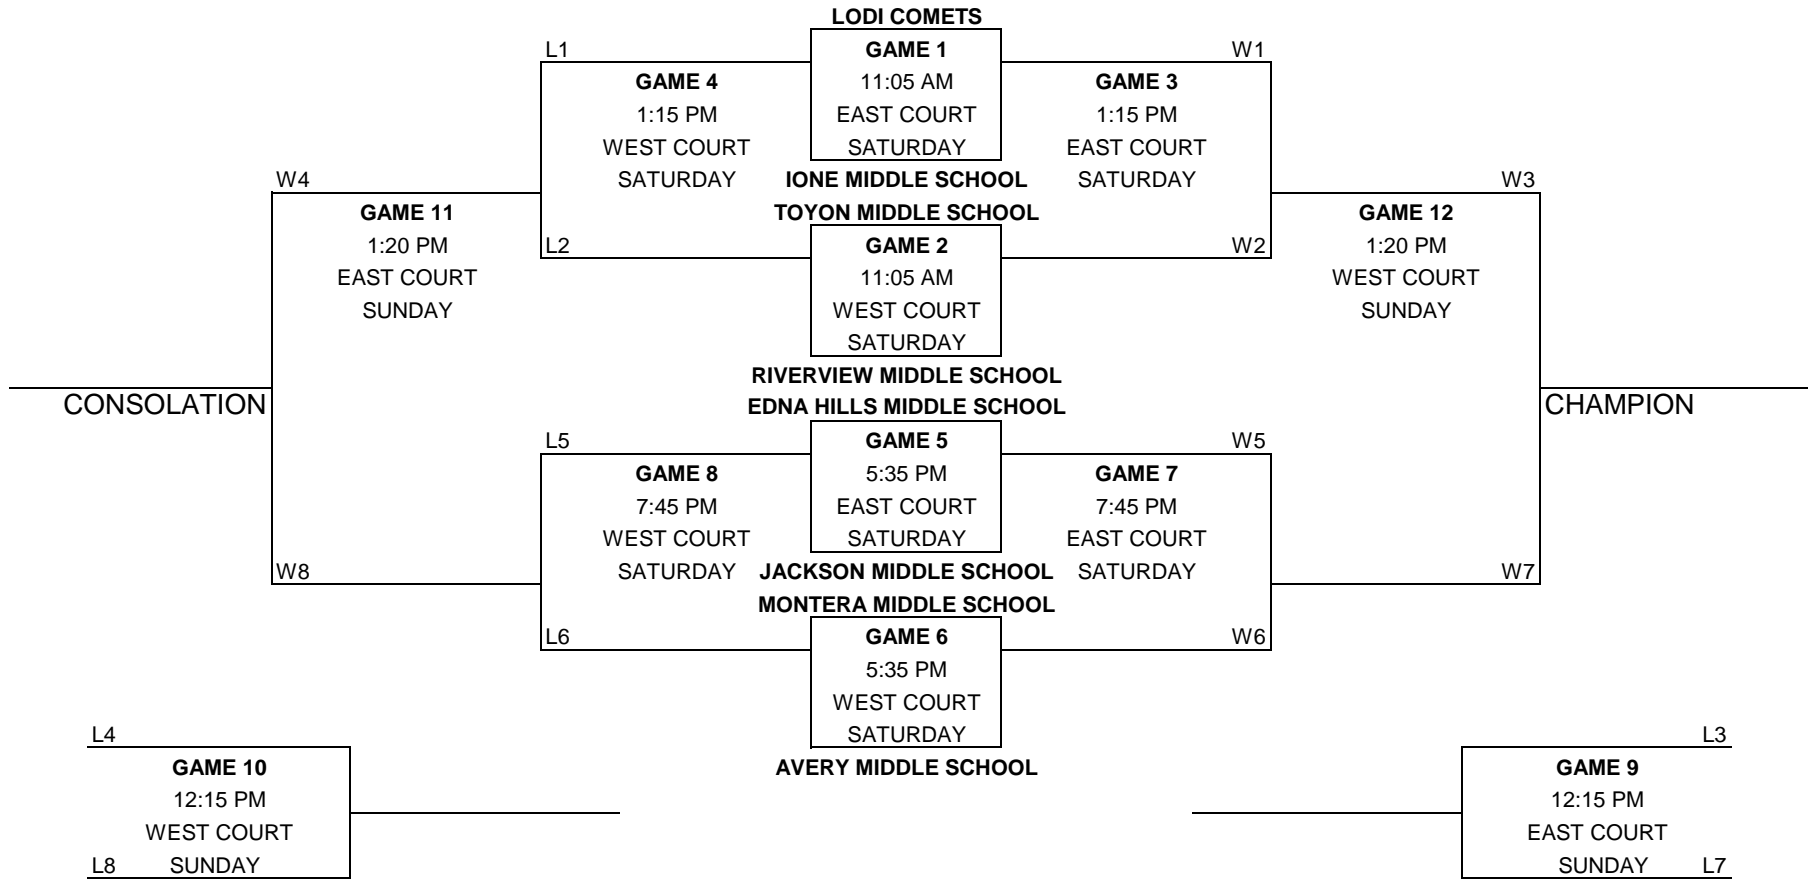 LODI COMETS
L1
GAME 1
W1
GAME 4
11:05 AM
GAME 3
1:15 PM
EAST COURT
1:15 PM
WEST COURT
SATURDAY
EAST COURT
W4
SATURDAY
IONE MIDDLE SCHOOL
SATURDAY
W3
GAME 11
TOYON MIDDLE SCHOOL
GAME 12
1:20 PM
L2
GAME 2
W2
1:20 PM
EAST COURT
11:05 AM
WEST COURT
SUNDAY
WEST COURT
SUNDAY
SATURDAY
RIVERVIEW MIDDLE SCHOOL
CONSOLATION
EDNA HILLS MIDDLE SCHOOL
CHAMPION
L5
GAME 5
W5
GAME 8
5:35 PM
GAME 7
7:45 PM
EAST COURT
7:45 PM
WEST COURT
SATURDAY
EAST COURT
W8
SATURDAY
JACKSON MIDDLE SCHOOL
SATURDAY
W7
MONTERA MIDDLE SCHOOL
L6
GAME 6
W6
5:35 PM
WEST COURT
L4
SATURDAY
L3
GAME 10
AVERY MIDDLE SCHOOL
GAME 9
12:15 PM
12:15 PM
WEST COURT
EAST COURT
L8
SUNDAY
SUNDAY
L7